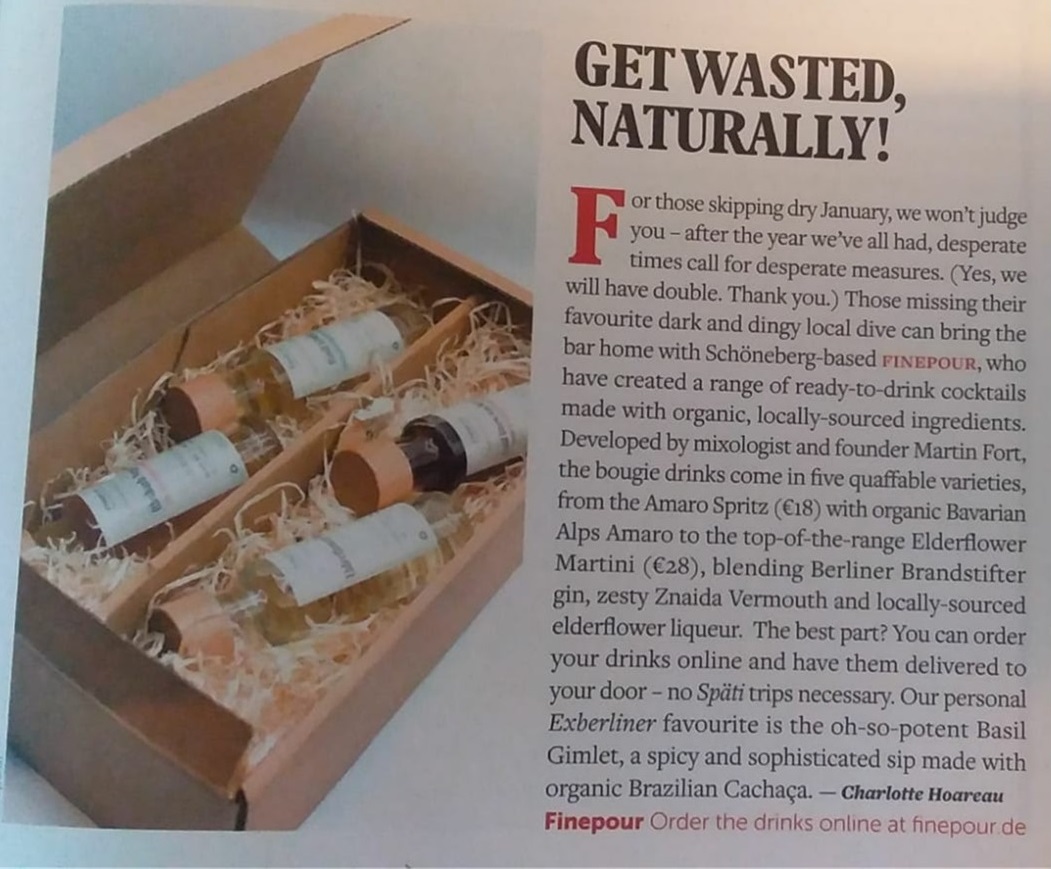 GET WASTED,
NATURALLY!
For those skipping dry January, we won't judge
you – after the year we've all had, desperate
times call for desperate measures. (Yes, we
will have double. Thank you.) Those missing their
favourite dark and dingy local dive can bring the
bar home with Schöneberg-based FINEPOUR, who
have created a range of ready-to-drink cocktails
made with organic, locally-sourced ingredients.
Developed by mixologist and founder Martin Fort,
the bougie drinks come in five quaffable varieties,
from the Amaro Spritz (€18) with organic Bavarian
Alps Amaro to the top-of-the-range Elderflower
Martini (€28), blending Berliner Brandstifter
gin, zesty Znaida Vermouth and locally-sourced
elderflower liqueur. The best part? You can order
your drinks online and have them delivered to
your door – no Späti trips necessary. Our personal
Exberliner favourite is the oh-so-potent Basil
Gimlet, a spicy and sophisticated sip made with
organic Brazilian Cachaça. — Charlotte Hoareau
Finepour Order the drinks online at finepour.de